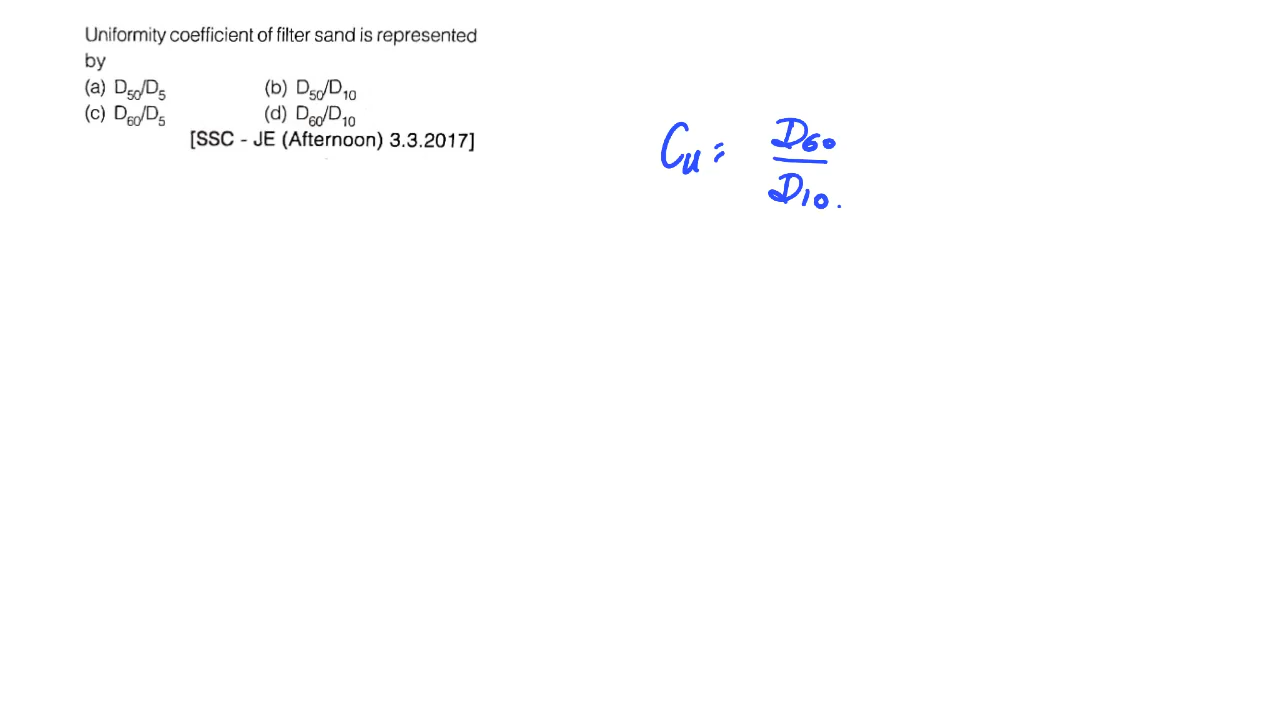 Uniformity coefficient of filter sand is represented
by
(a) D50/D5 (b) D50/D10
(c) D60/D5 (d) D60/D10
[SSC - JE (Afternoon) 3.3.2017]
Cu = D60
D10.